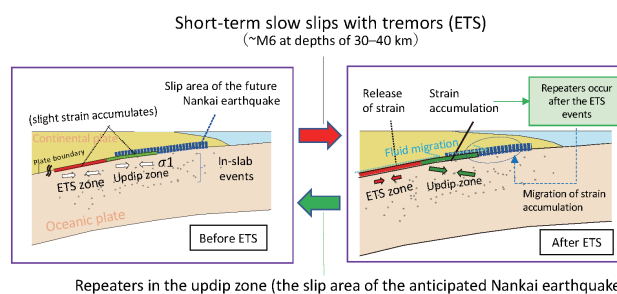 Short-term slow slips with tremors (ETS)
(~M6 at depths of 30–40 km)
Slip area of the future
Nankai earthquake
(slight strain accumulates)
Continental plate
Plate boundary
σ1
In-slab
events
ETS zone
Updip zone
Oceanic plate
Before ETS
Release
of strain
Strain
accumulation
Repeaters occur
after the ETS
events
Fluid migration
ETS zone
Updip zone
Migration of strain
accumulation
After ETS
Repeaters in the updip zone (the slip area of the anticipated Nankai earthquake